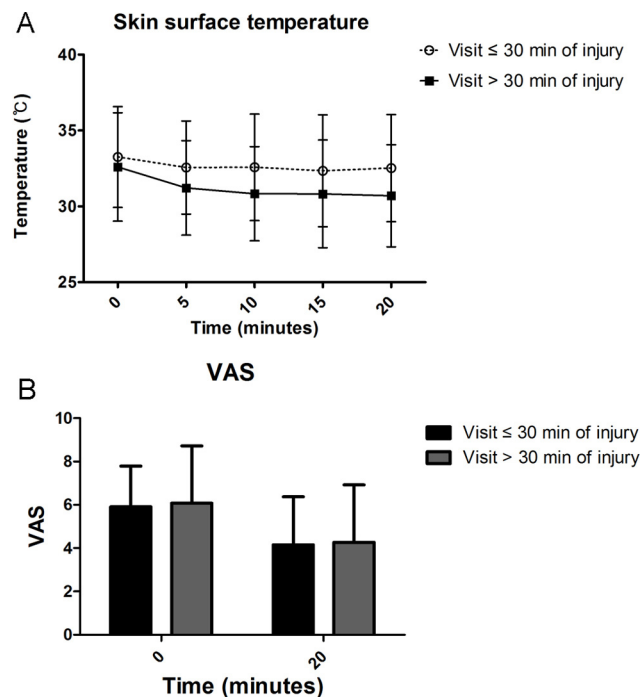 A
Skin surface temperature
Visit ≤ 30 min of injury
Visit > 30 min of injury
Temperature (℃)
40
35
30
25
0
5
10
15
20
Time (minutes)
B
VAS
Visit ≤ 30 min of injury
Visit > 30 min of injury
VAS
10
8
6
4
2
0
0
20
Time (minutes)